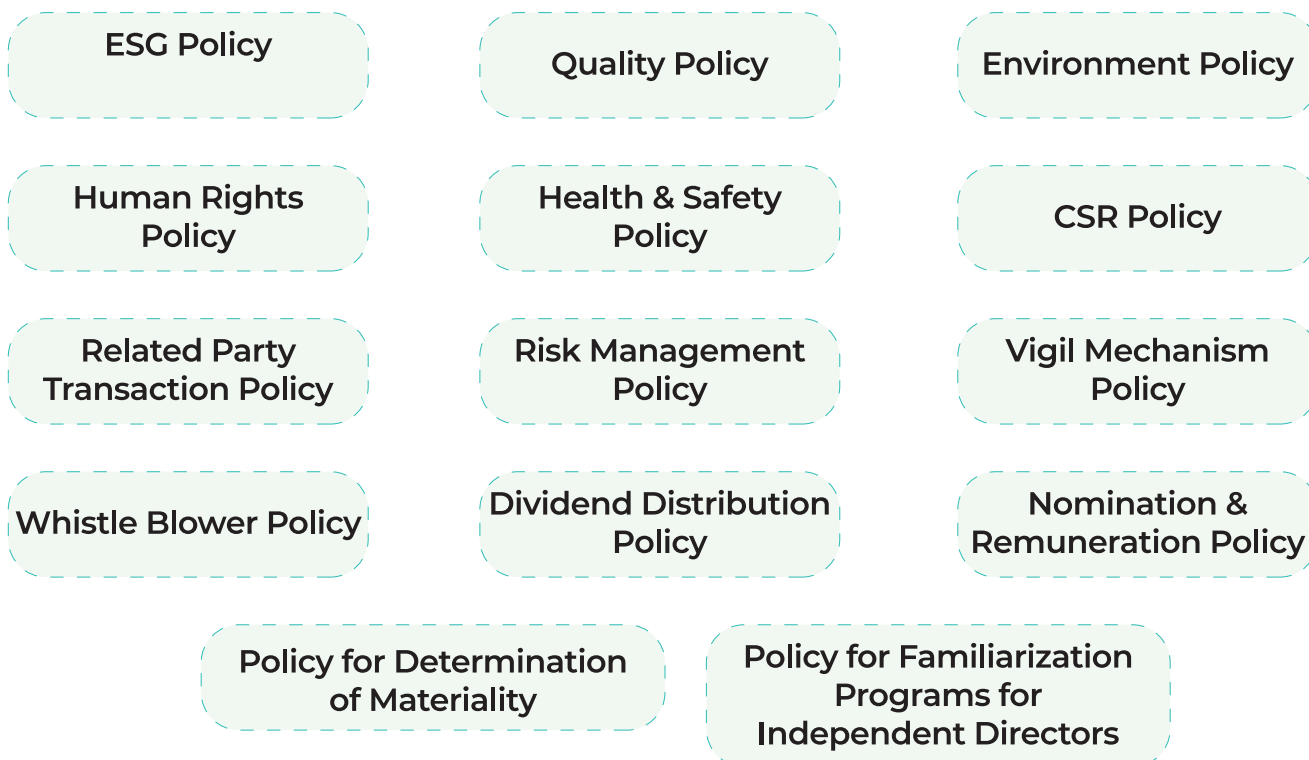 ESG Policy
Quality Policy
Environment Policy
Human Rights
Policy
Health & Safety
Policy
CSR Policy
Related Party
Transaction Policy
Risk Management
Policy
Vigil Mechanism
Policy
Whistle Blower Policy
Dividend Distribution
Policy
Nomination &
Remuneration Policy
Policy for Determination
of Materiality
Policy for Familiarization
Programs for
Independent Directors